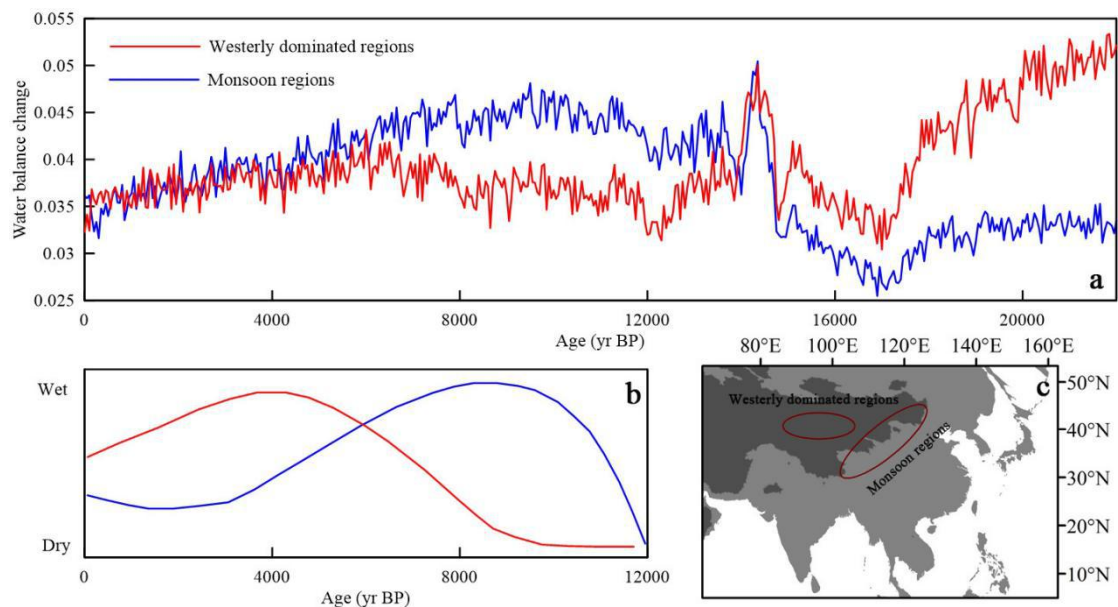 0.055
0.05
0.045
0.04
0.035
0.03
0.025
Water balance change
Westerly dominated regions
Monsoon regions
a
0 4000 8000 12000 16000 20000
Age (yr BP)
Wet
Dry
b
0 4000 8000 12000
Age (yr BP)
80°E 100°E 120°E 140°E 160°E
c
50°N
40°N
30°N
20°N
10°N
Westerly dominated regions
Monsoon regions